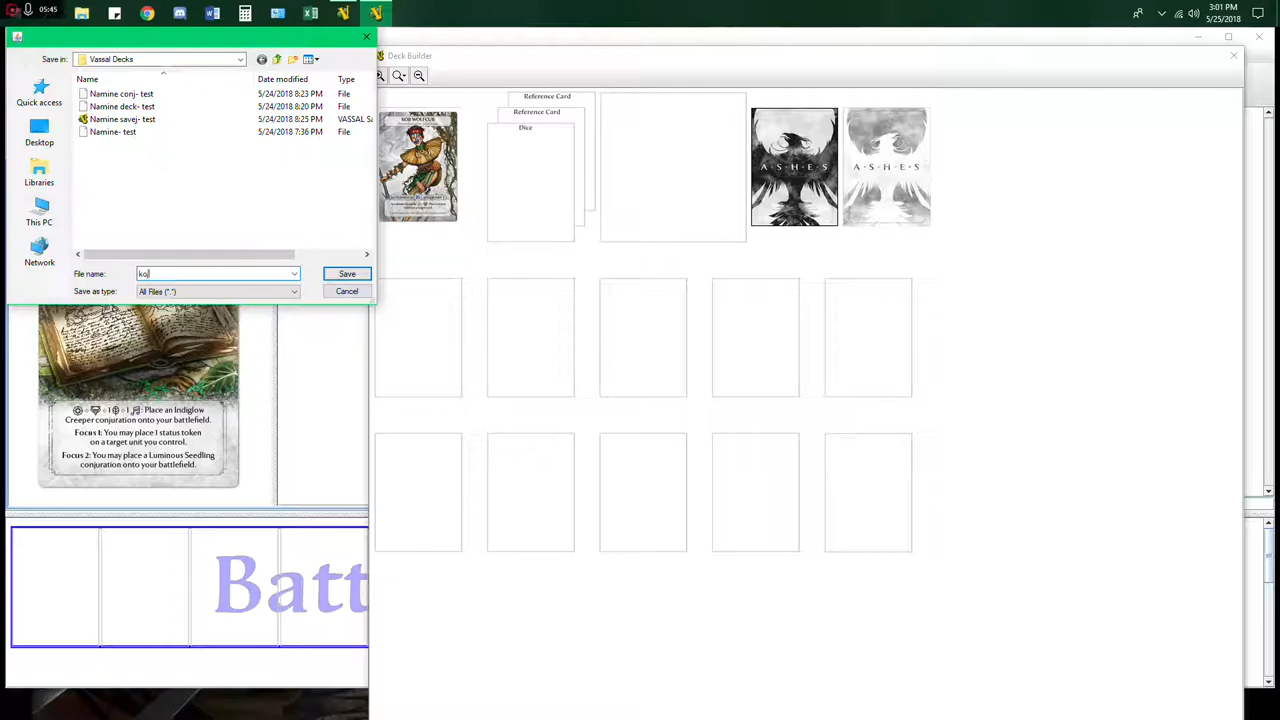 05:45
3:01 PM
5/25/2018
Save in:
Vassal Decks
Deck Builder
Name
Date modified
Type
Quick access
Namine conj- test
5/24/2018 8:23 PM
File
Namine deck- test
5/24/2018 8:20 PM
File
Namine savej- test
5/24/2018 8:25 PM
VASSAL Sa
Namine- test
5/24/2018 7:36 PM
File
Desktop
Libraries
This PC
Network
File name:
koj
Save
Save as type:
All Files (*.*)
Cancel
Reference Card
Reference Card
Dice
KOJI WOLFCUB
A·S·H·E·S
A·S·H·E·S
Place an Indiglow
Creeper conjuration onto your battlefield.
Focus 1: You may place 1 status token
on a target unit you control.
Focus 2: You may place a Luminous Seedling
conjuration onto your battlefield.
Batt